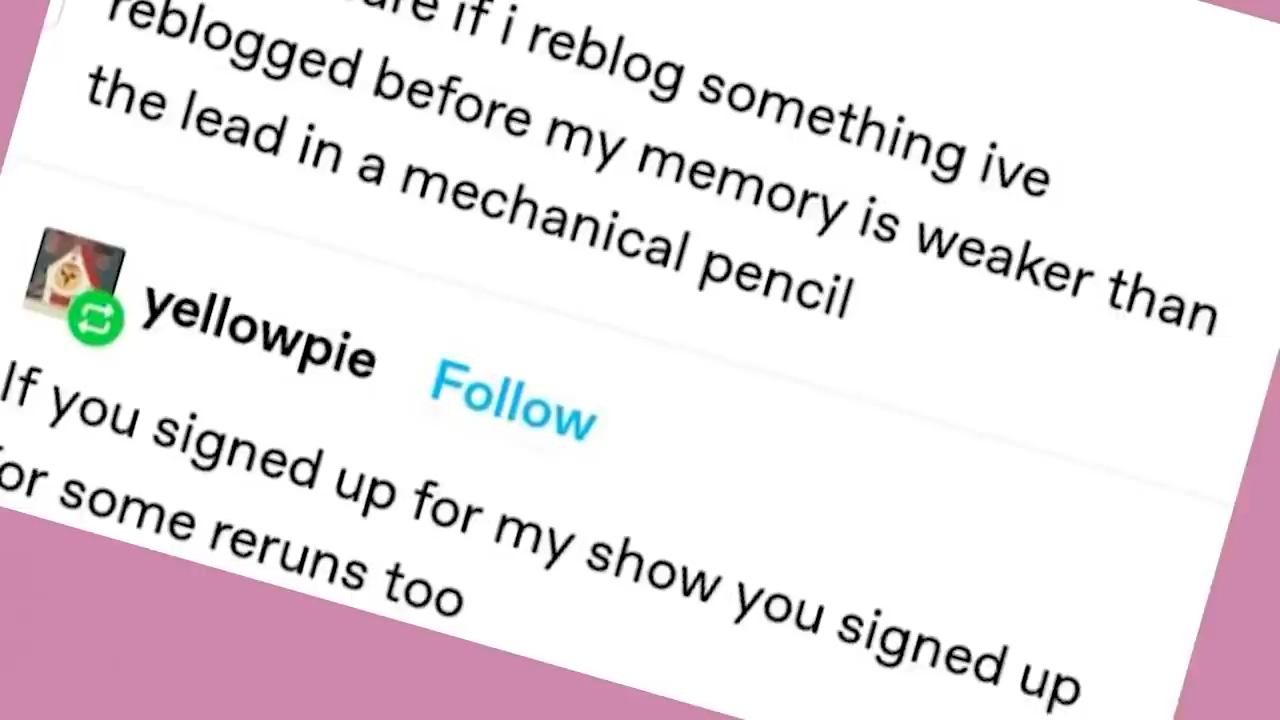 if i reblog something ive
reblogged before my memory is weaker than
the lead in a mechanical pencil
yellowpie Follow
If you signed up for my show you signed up
for some reruns too